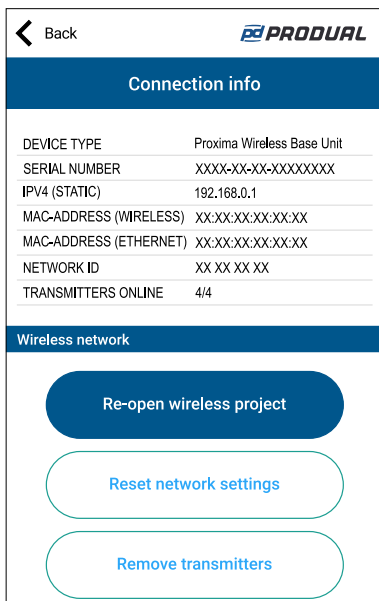 Back
pd PRODUAL
Connection info
DEVICE TYPE Proxima Wireless Base Unit
SERIAL NUMBER XXXX-XX-XX-XXXXXXXX
IPV4 (STATIC) 192.168.0.1
MAC-ADDRESS (WIRELESS) XX:XX:XX:XX:XX:XX
MAC-ADDRESS (ETHERNET) XX:XX:XX:XX:XX:XX
NETWORK ID XX XX XX XX
TRANSMITTERS ONLINE 4/4
Wireless network
Re-open wireless project
Reset network settings
Remove transmitters